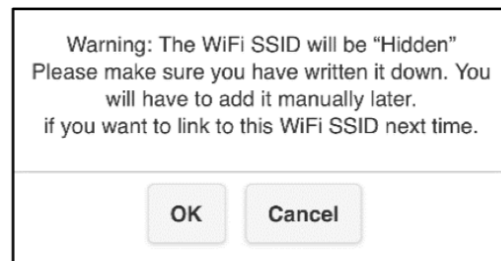 Warning: The WiFi SSID will be “Hidden”
Please make sure you have written it down. You
will have to add it manually later.
if you want to link to this WiFi SSID next time.
OK
Cancel